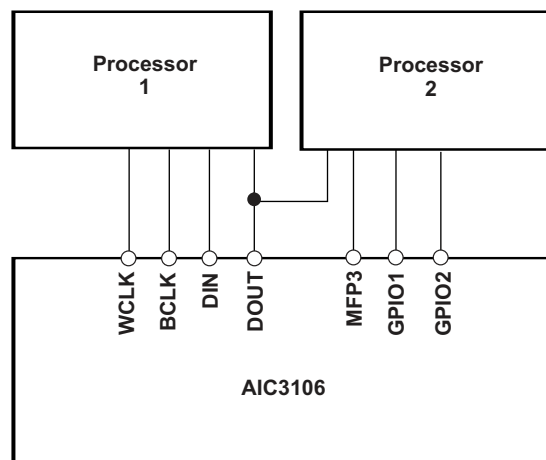 Processor
1
Processor
2
WCLK
BCLK
DIN
DOUT
MFP3
GPIO1
GPIO2
AIC3106